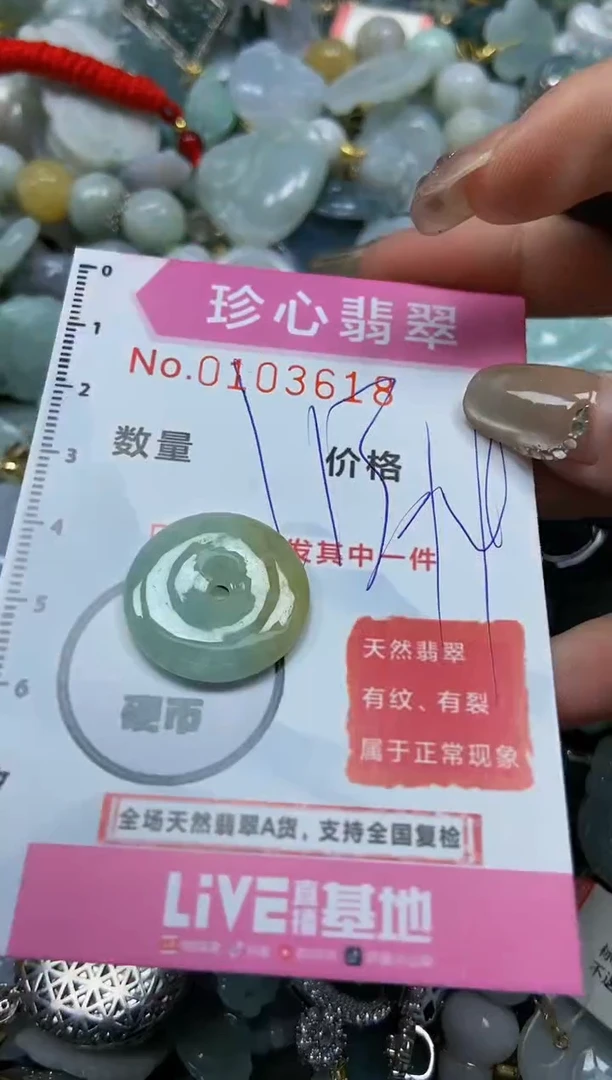 0
珍心翡翠
1
No.0103618
2
数量 价格
3
4
发其中一件
5
天然翡翠
6
有纹、有裂
硬币
属于正常现象
全场天然翡翠A货，支持全国复检
LiVE直播基地